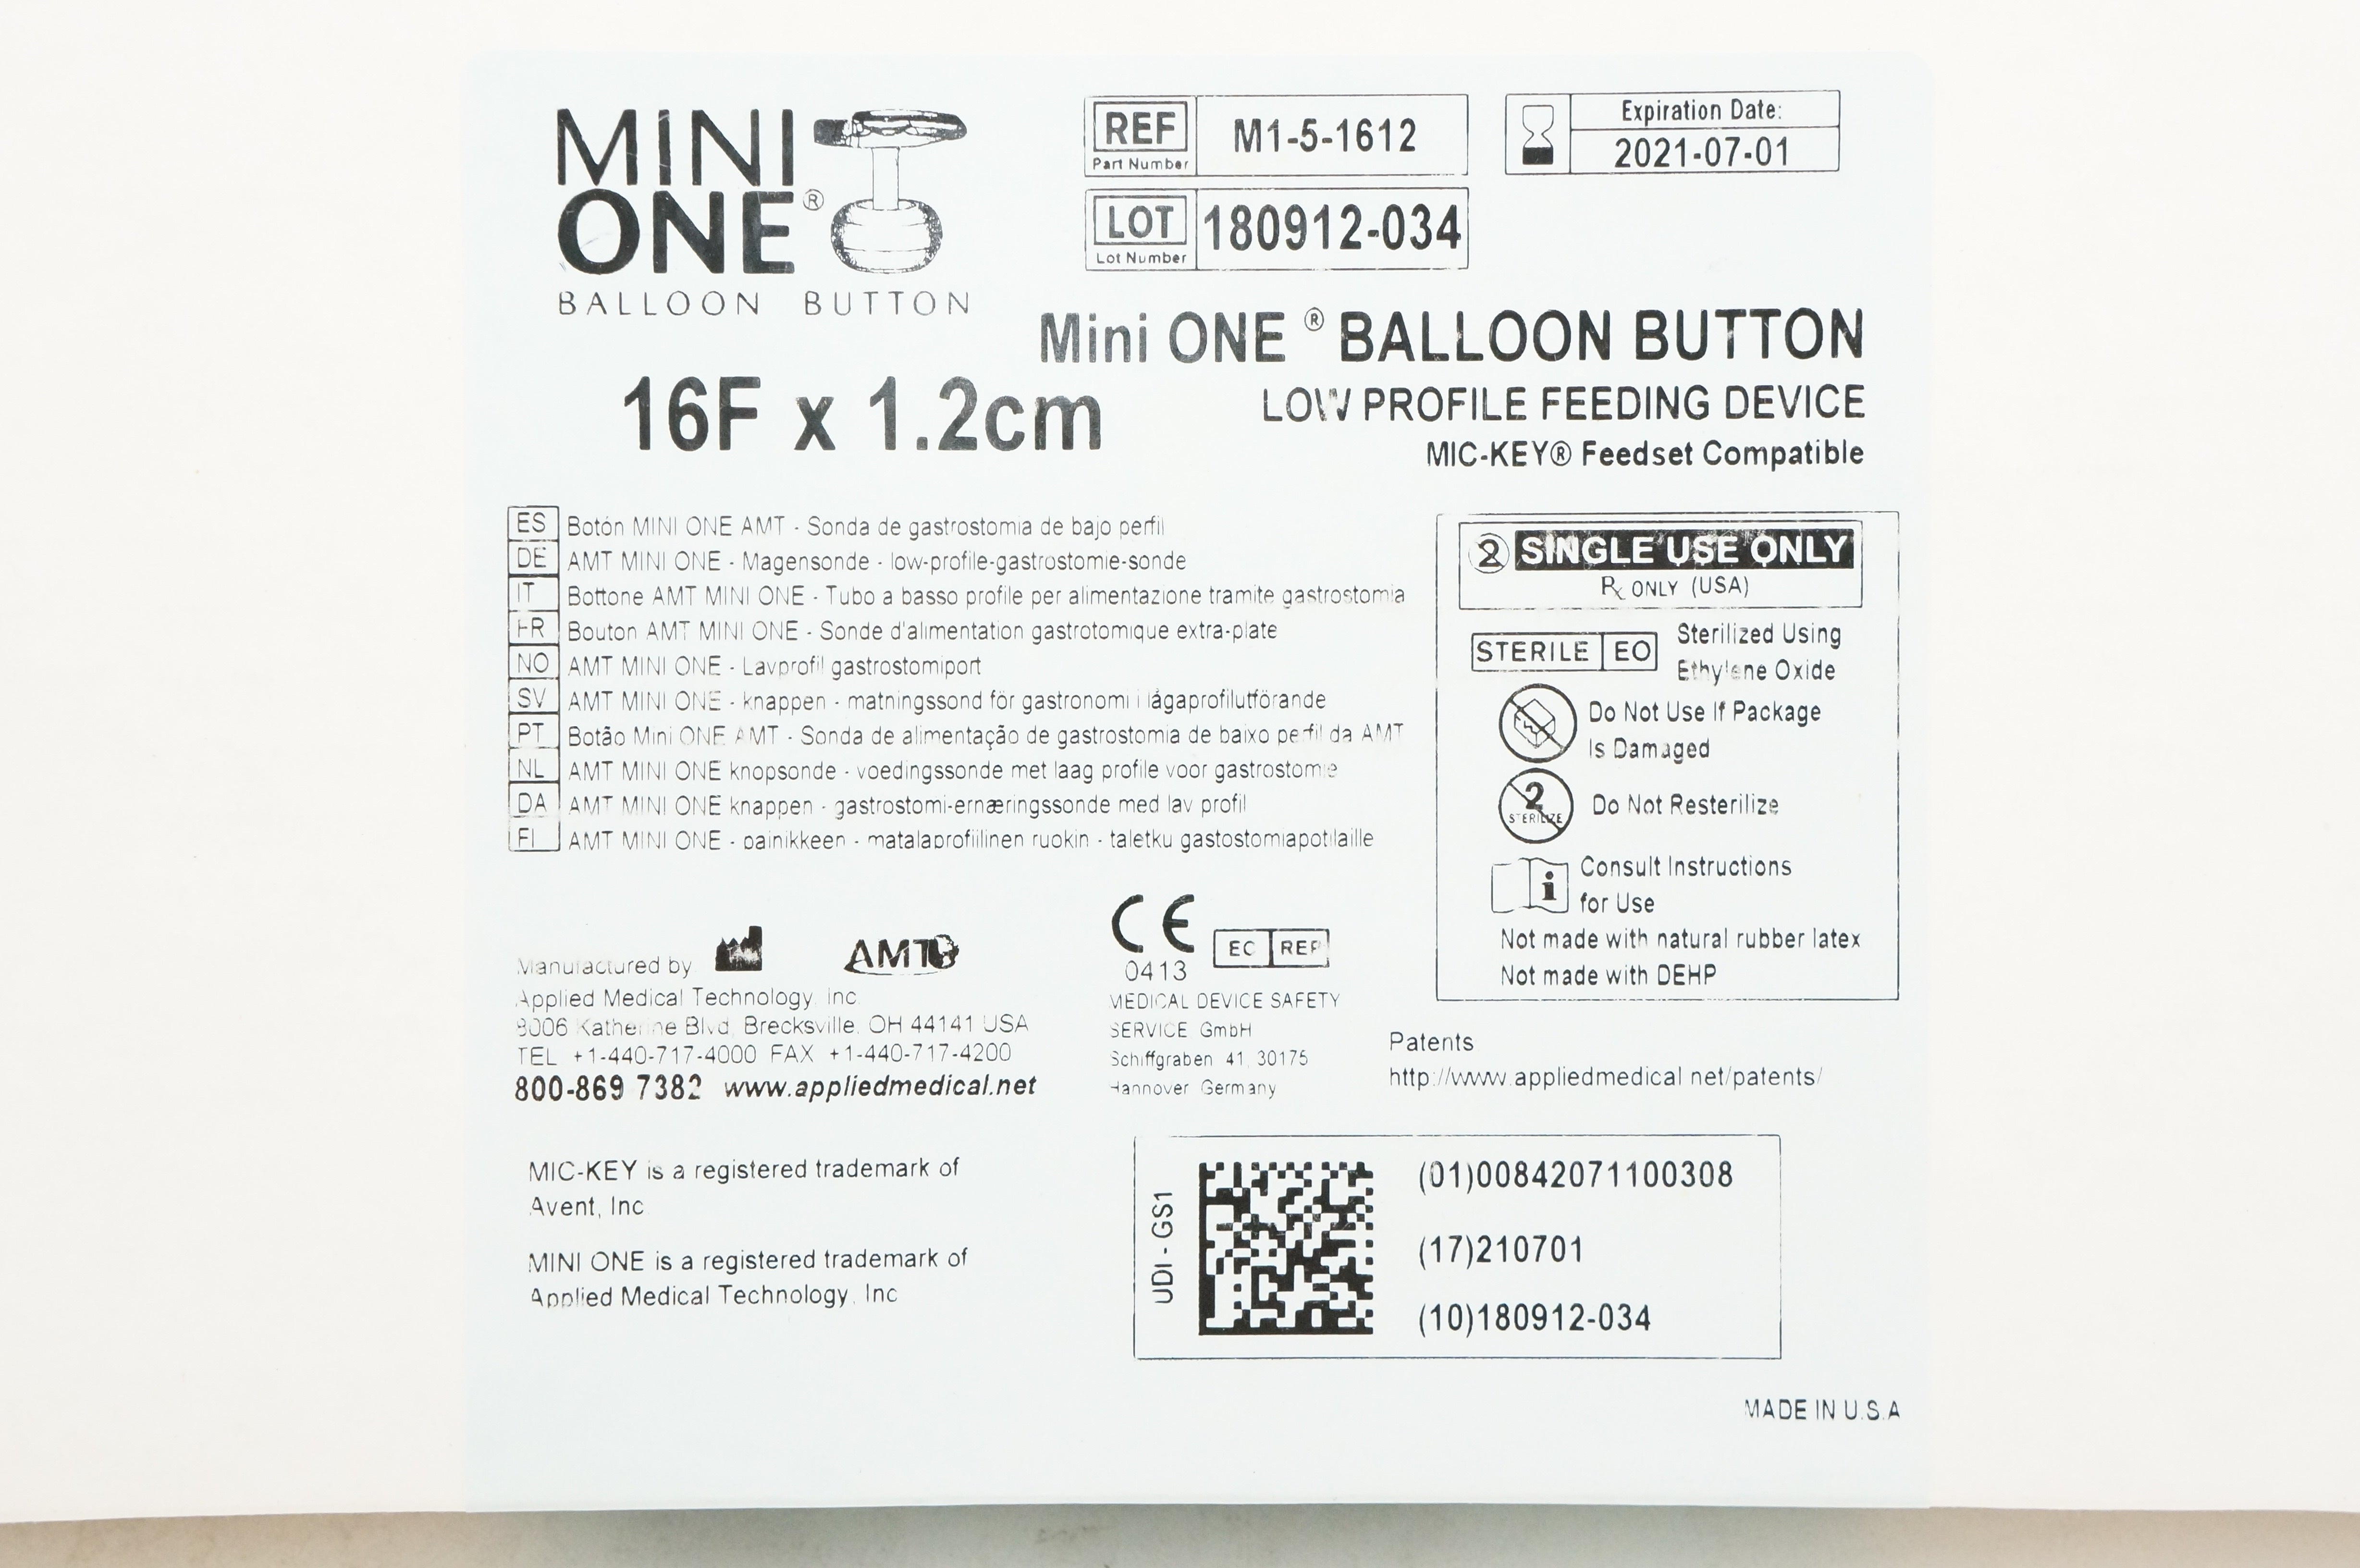 MINI
ONE®
BALLOON BUTTON
REF M1-5-1612
Part Number
Expiration Date:
2021-07-01
LOT 180912-034
Lot Number
Mini ONE® BALLOON BUTTON
16F x 1.2cm
LOW PROFILE FEEDING DEVICE
MIC-KEY® Feedset Compatible
ES Botón MINI ONE AMT - Sonda de gastrostomia de bajo perfil
DE AMT MINI ONE - Magensonde - low-profile-gastrostomie-sonde
IT Bottone AMT MINI ONE - Tubo a basso profile per alimentazione tramite gastrostomia
FR Bouton AMT MINI ONE - Sonde d'alimentation gastrotomique extra-plate
NO AMT MINI ONE - Lavprofil gastrostomiport
SV AMT MINI ONE - knappen - matningssond för gastronomi i lågaprofilutförande
PT Botão Mini ONE AMT - Sonda de alimentação de gastrostomia de baixo perfil da AMT
NL AMT MINI ONE knopsonde - voedingssonde met laag profile voor gastrostomie
DA AMT MINI ONE knappen - gastrostomi-ernæringssonde med lav profil
FI AMT MINI ONE - painikkeen - matalaprofiilinen ruokin - taletku gastostomiapotilaille
2 SINGLE USE ONLY
Rx ONLY (USA)
STERILE EO Sterilized Using
Ethylene Oxide
Do Not Use If Package
Is Damaged
2
STERILIZE
Do Not Resterilize
i Consult Instructions
for Use
Not made with natural rubber latex
Not made with DEHP
Manufactured by
AMT
Applied Medical Technology, Inc.
8006 Katherine Blvd, Brecksville, OH 44141 USA
TEL +1-440-717-4000 FAX +1-440-717-4200
800-869 7382 www.appliedmedical.net
CE
0413
EC REP
MEDICAL DEVICE SAFETY
SERVICE GmbH
Schiffgraben 41, 30175
Hannover Germany
Patents
http://www.appliedmedical.net/patents/
MIC-KEY is a registered trademark of
Avent, Inc
MINI ONE is a registered trademark of
Applied Medical Technology, Inc
UDI - GS1
(01)00842071100308
(17)210701
(10)180912-034
MADE IN U.S.A